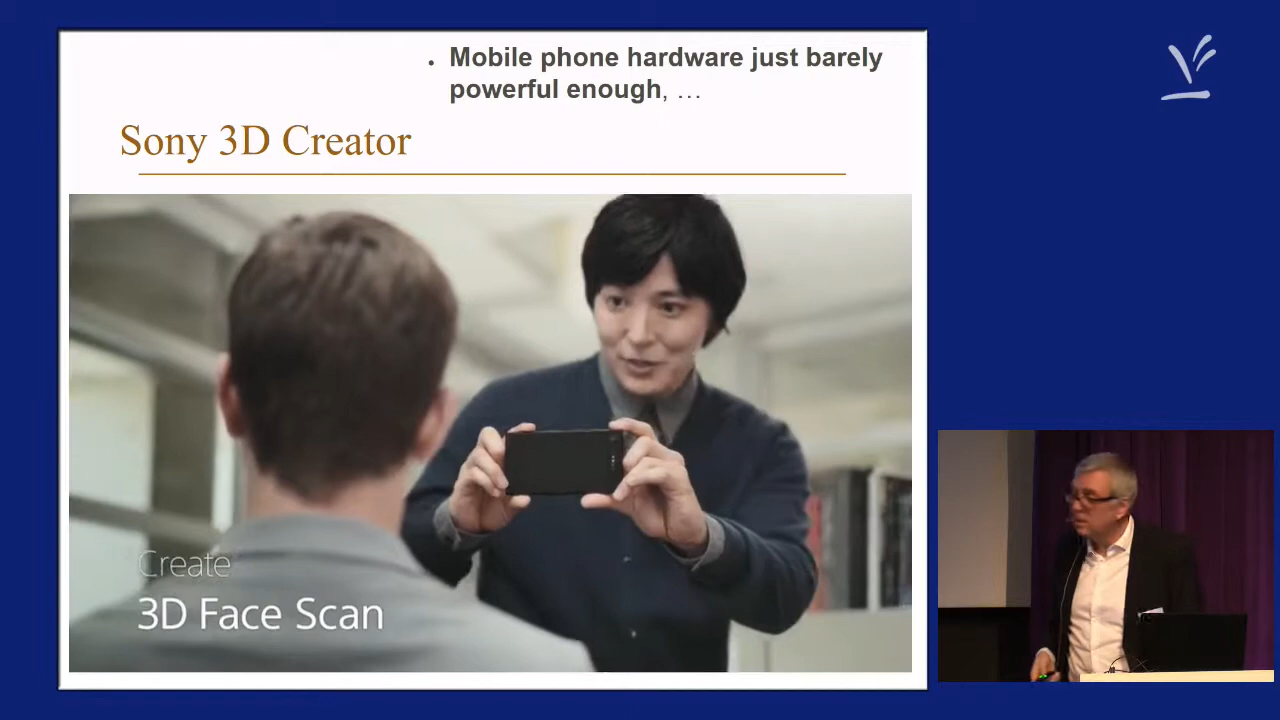 • Mobile phone hardware just barely
powerful enough, …
Sony 3D Creator
Create
3D Face Scan